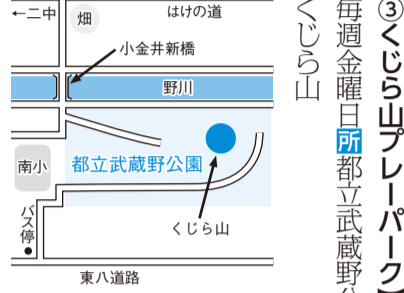 ③くじら山プレーパーク】
毎週金曜日所都立武蔵野公
くじら山
←二中
畑
はけの道
小金井新橋
野川
南小
都立武蔵野公園
くじら山
バス停●
東八道路